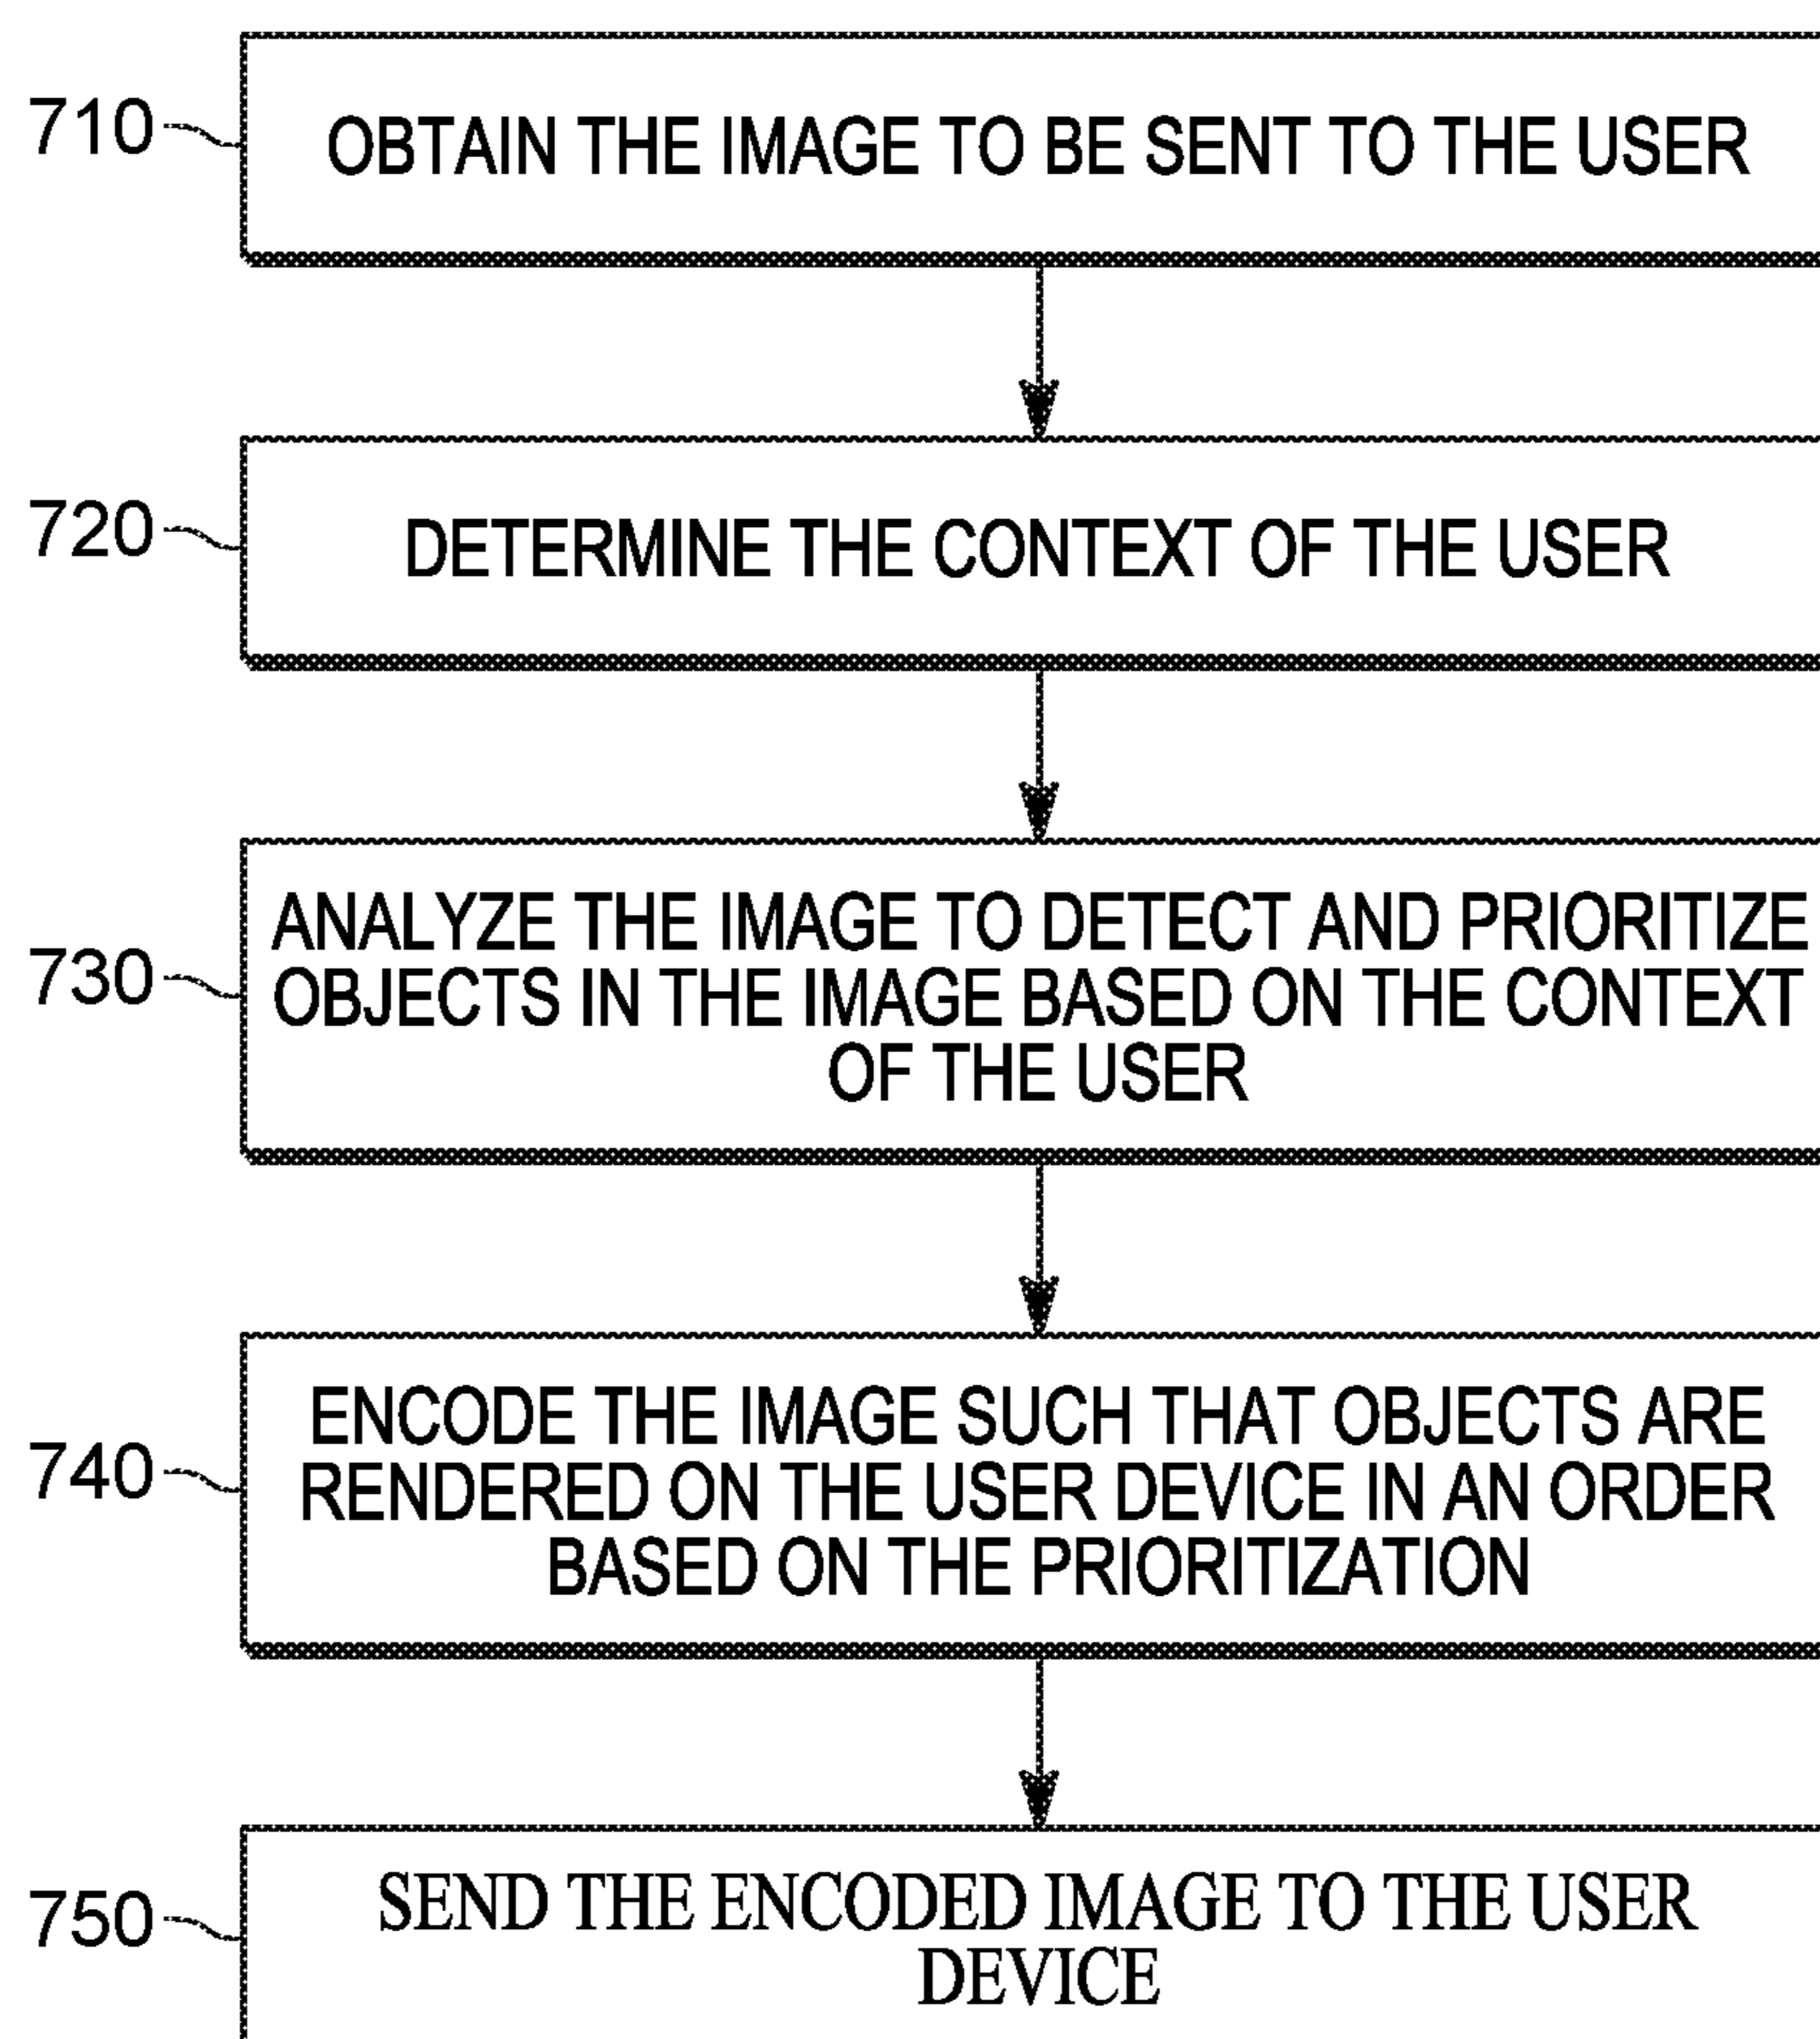 710
OBTAIN THE IMAGE TO BE SENT TO THE USER
720
DETERMINE THE CONTEXT OF THE USER
730
ANALYZE THE IMAGE TO DETECT AND PRIORITIZE
OBJECTS IN THE IMAGE BASED ON THE CONTEXT
OF THE USER
740
ENCODE THE IMAGE SUCH THAT OBJECTS ARE
RENDERED ON THE USER DEVICE IN AN ORDER
BASED ON THE PRIORITIZATION
750
SEND THE ENCODED IMAGE TO THE USER
DEVICE